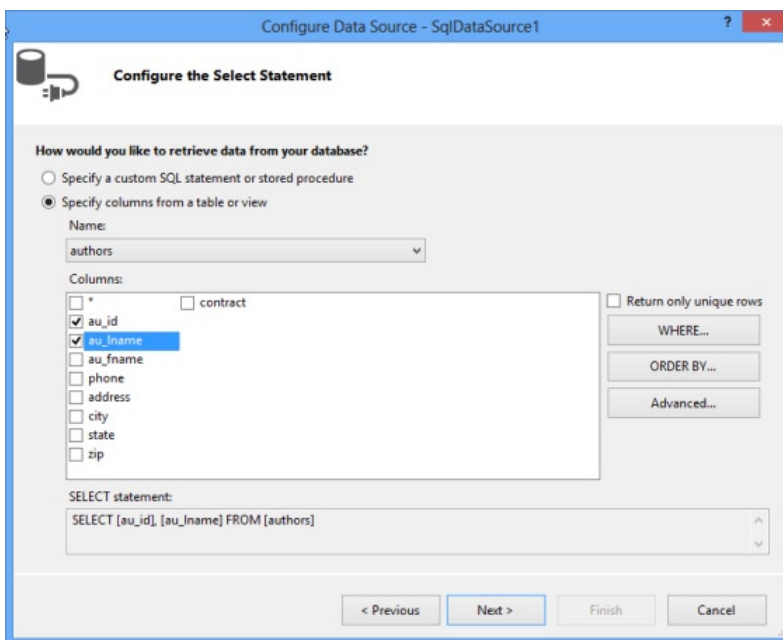 Configure Data Source - SqlDataSource1
?
Configure the Select Statement
How would you like to retrieve data from your database?
Specify a custom SQL statement or stored procedure
Specify columns from a table or view
Name:
authors
Columns:
* contract
au_id
au_lname
au_fname
phone
address
city
state
zip
Return only unique rows
WHERE...
ORDER BY...
Advanced...
SELECT statement:
SELECT [au_id], [au_lname] FROM [authors]
< Previous Next > Finish Cancel